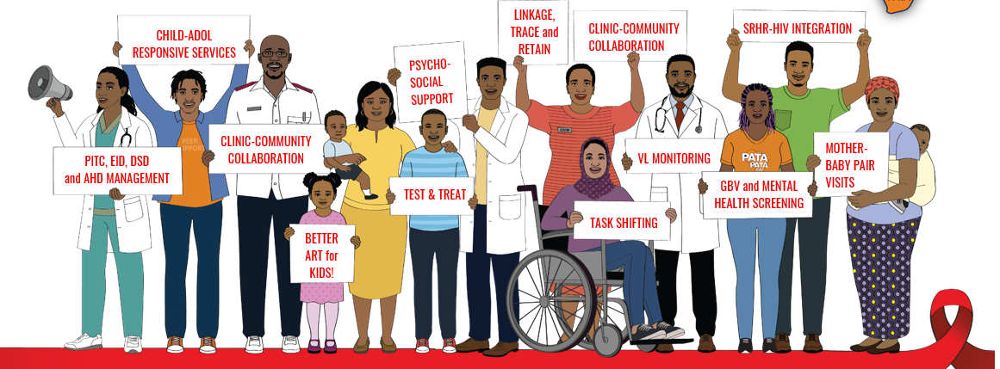 CHILD-ADOL
RESPONSIVE SERVICES
LINKAGE,
TRACE and
RETAIN
CLINIC-COMMUNITY
COLLABORATION
SRHR-HIV INTEGRATION
PSYCHO-
SOCIAL
SUPPORT
PEER
SUPPORT
CLINIC-COMMUNITY
COLLABORATION
PITC, EID, DSD
and AHD MANAGEMENT
VL MONITORING
PATA
PATA
MOTHER-
BABY PAIR
VISITS
TEST & TREAT
GBV and MENTAL
HEALTH SCREENING
TASK SHIFTING
BETTER
ART for
KIDS!